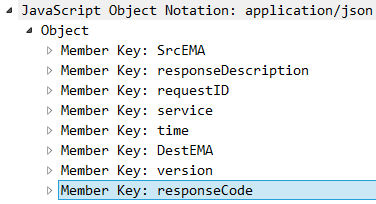 JavaScript Object Notation: application/json
Object
Member Key: SrcEMA
Member Key: responseDescription
Member Key: requestID
Member Key: service
Member Key: time
Member Key: DestEMA
Member Key: version
Member Key: responseCode